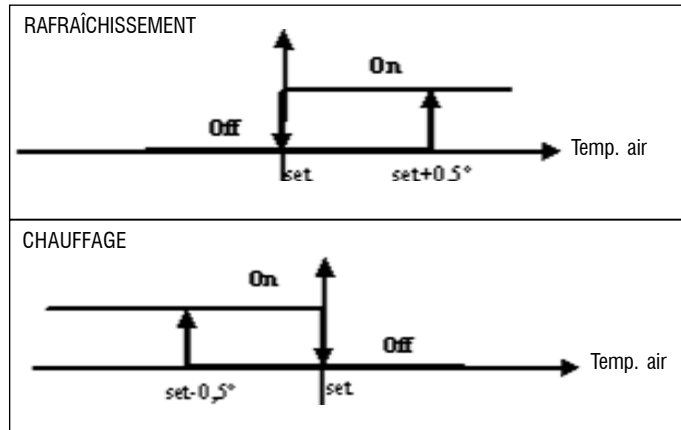 RAFRAÎCHISSEMENT
On
Off
Temp. air
set
set+0.5°
CHAUFFAGE
On
Off
Temp. air
set-0,5°
set